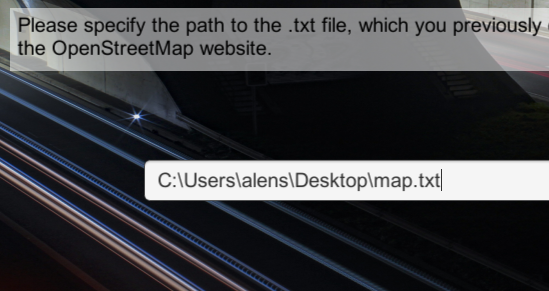 Please specify the path to the .txt file, which you previously
the OpenStreetMap website.
C:\Users\alens\Desktop\map.txt